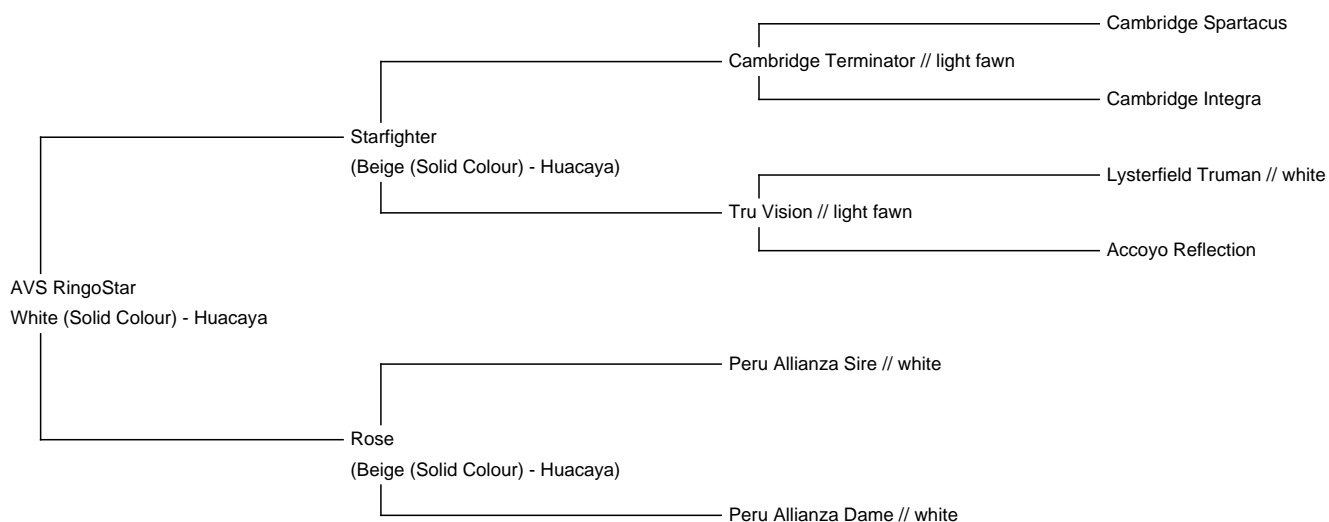 Cambridge Spartacus
Cambridge Terminator // light fawn
Cambridge Integra
Starfighter
(Beige (Solid Colour) - Huacaya)
Lysterfield Truman // white
Tru Vision // light fawn
Accoyo Reflection
AVS RingoStar
White (Solid Colour) - Huacaya
Peru Allianza Sire // white
Rose
(Beige (Solid Colour) - Huacaya)
Peru Allianza Dame // white